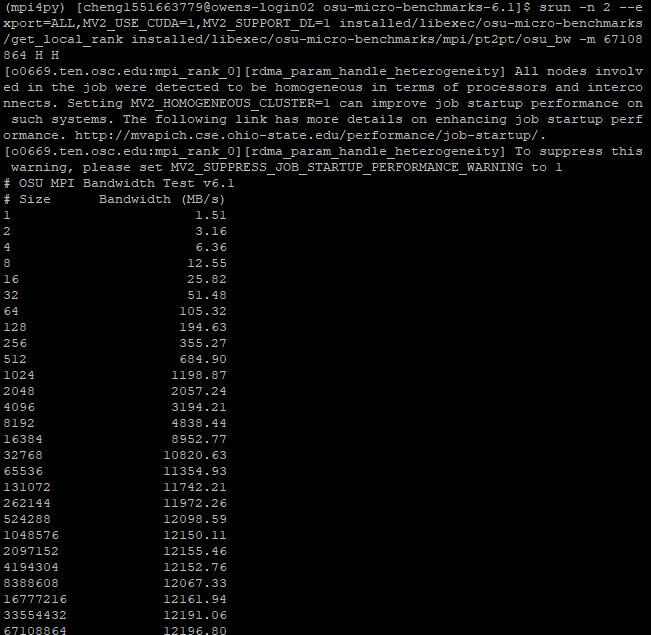 (mpi4py) [cheng1551663779@owens-login02 osu-micro-benchmarks-6.1]$ srun -n 2 --e
xport=ALL,MV2_USE_CUDA=1,MV2_SUPPORT_DL=1 installed/libexec/osu-micro-benchmarks
/get_local_rank installed/libexec/osu-micro-benchmarks/mpi/pt2pt/osu_bw -m 67108
864 H H
[o0669.ten.osc.edu:mpi_rank_0][rdma_param_handle_heterogeneity] All nodes involv
ed in the job were detected to be homogeneous in terms of processors and interco
nnects. Setting MV2_HOMOGENEOUS_CLUSTER=1 can improve job startup performance on
 such systems. The following link has more details on enhancing job startup perf
ormance. http://mvapich.cse.ohio-state.edu/performance/job-startup/.
[o0669.ten.osc.edu:mpi_rank_0][rdma_param_handle_heterogeneity] To suppress this
 warning, please set MV2_SUPPRESS_JOB_STARTUP_PERFORMANCE_WARNING to 1
# OSU MPI Bandwidth Test v6.1
# Size      Bandwidth (MB/s)
1                       1.51
2                       3.16
4                       6.36
8                      12.55
16                     25.82
32                     51.48
64                    105.32
128                   194.63
256                   355.27
512                   684.90
1024                 1198.87
2048                 2057.24
4096                 3194.21
8192                 4838.44
16384                8952.77
32768               10820.63
65536               11354.93
131072              11742.21
262144              11972.26
524288              12098.59
1048576             12150.11
2097152             12155.46
4194304             12152.76
8388608             12067.33
16777216            12161.94
33554432            12191.06
67108864            12196.80